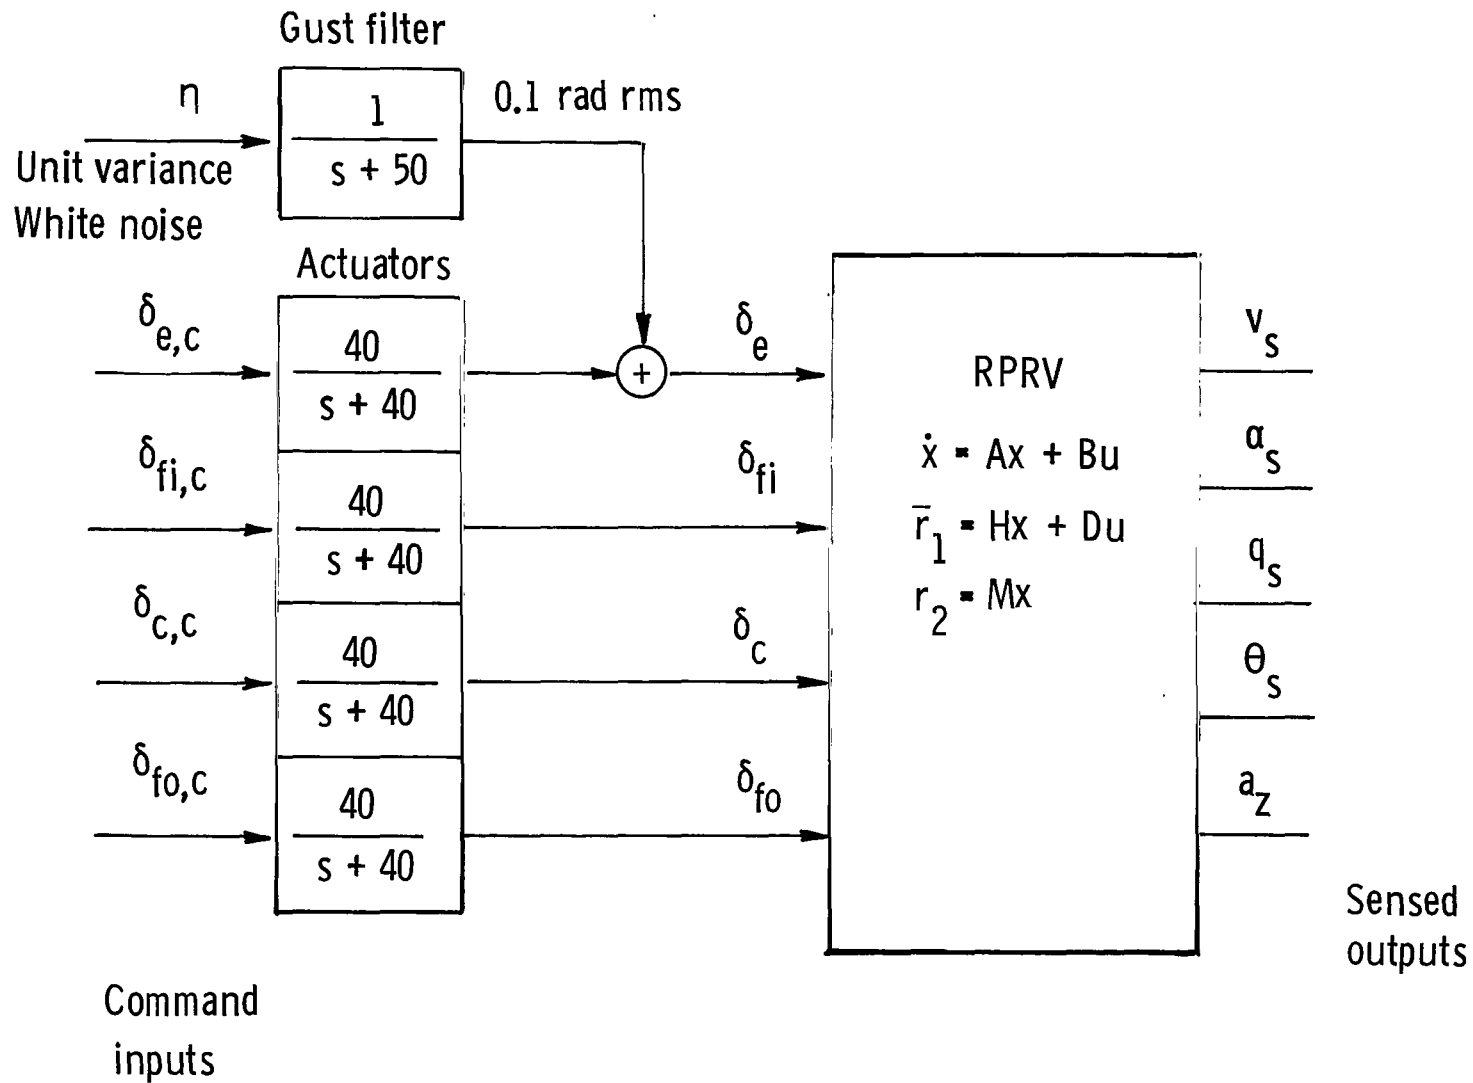 Gust filter
η
1
s + 50
0.1 rad rms
Unit variance
White noise
Actuators
δe,c
40
s + 40
+
δe
δfi,c
40
s + 40
δfi
δc,c
40
s + 40
δc
δfo,c
40
s + 40
δfo
RPRV
ẋ = Ax + Bu
r̄1 = Hx + Du
r2 = Mx
vs
αs
qs
θs
az
Sensed
outputs
Command
inputs